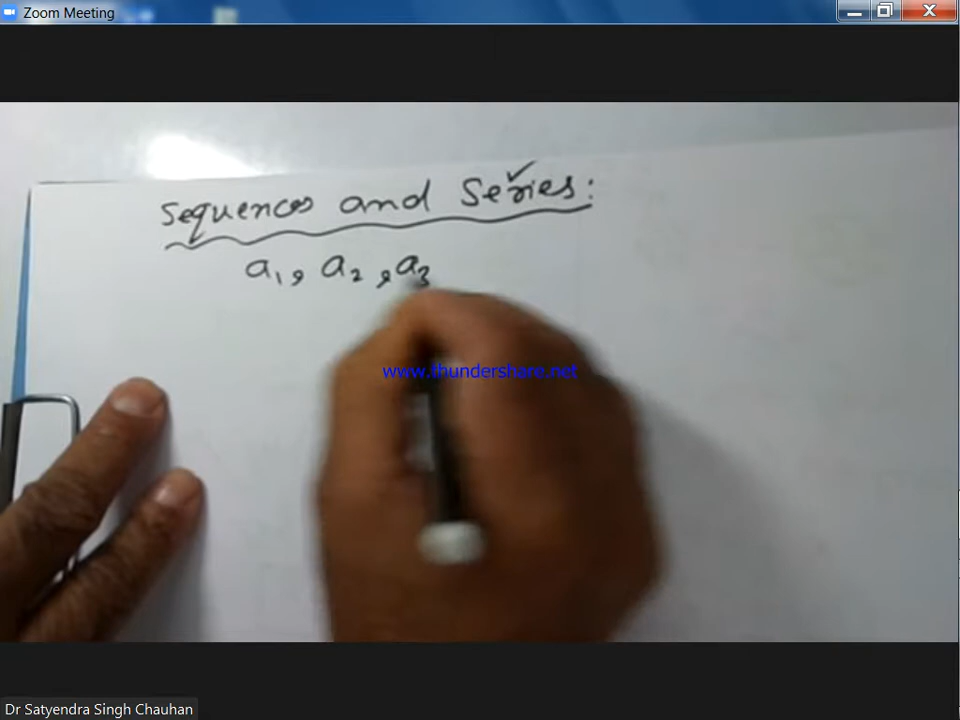 Zoom Meeting
Sequences and Series:
a₁, a₂, a₃
www.thundershare.net
Dr Satyendra Singh Chauhan